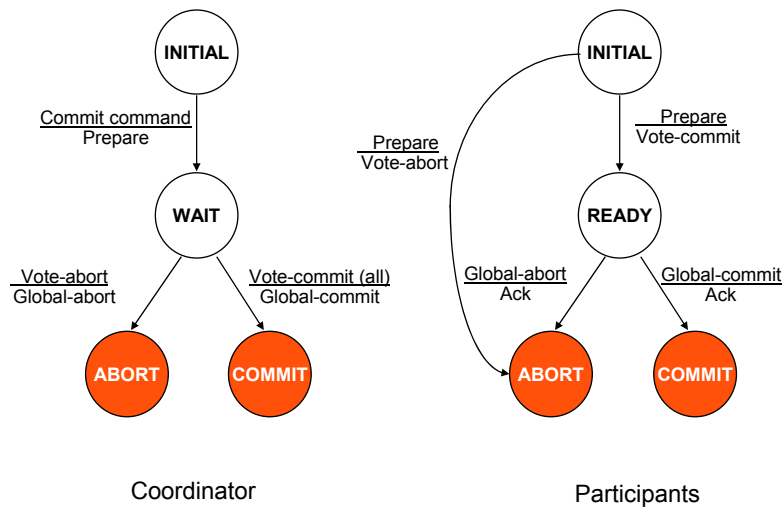 INITIAL
Commit command
Prepare
WAIT
Vote-abort
Global-abort
Vote-commit (all)
Global-commit
ABORT
COMMIT
Coordinator
INITIAL
Prepare
Vote-abort
Prepare
Vote-commit
READY
Global-abort
Ack
Global-commit
Ack
ABORT
COMMIT
Participants